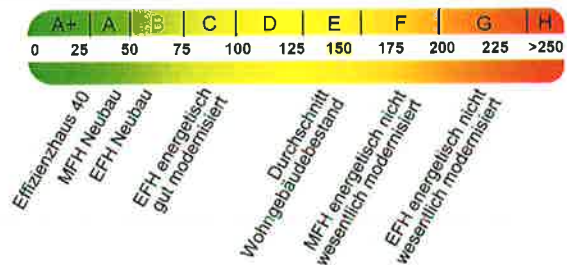 A+ A B C D E F G H
0 25 50 75 100 125 150 175 200 225 >250
Effizienzhaus 40
MFH Neubau
EFH Neubau
EFH energetisch
gut modernisiert
Durchschnitt
Wohngebäudebestand
MFH energetisch nicht
wesentlich modernisiert
EFH energetisch nicht
wesentlich modernisiert